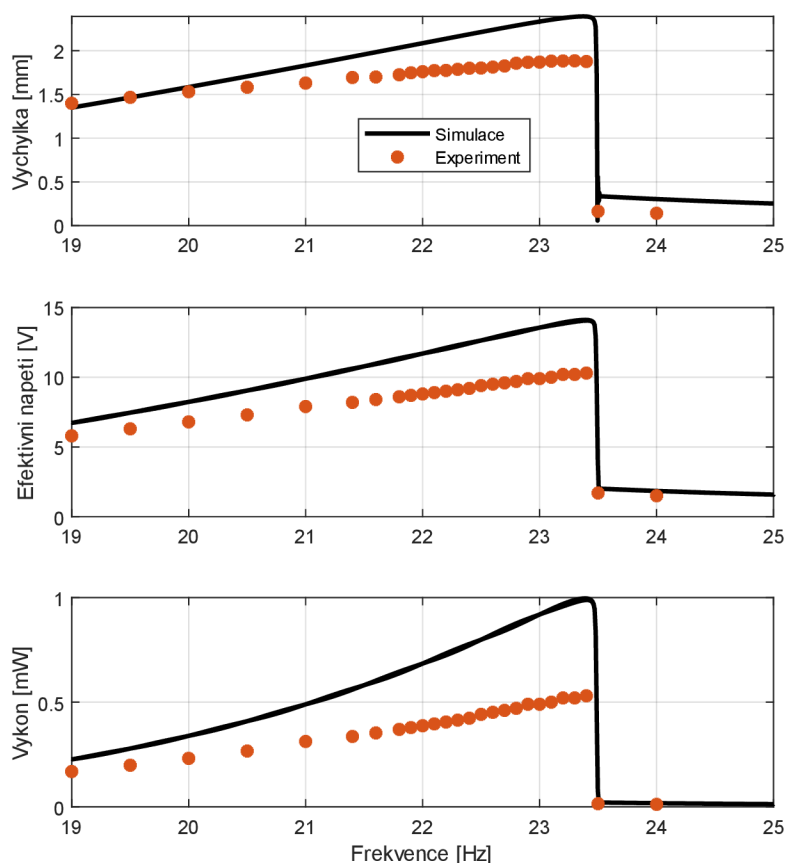 Vychylka [mm]
2
1.5
1
0.5
0
Simulace
Experiment
19 20 21 22 23 24 25
Efektivni napeti [V]
15
10
5
0
19 20 21 22 23 24 25
Vykon [mW]
1
0.5
0
19 20 21 22 23 24 25
Frekvence [Hz]